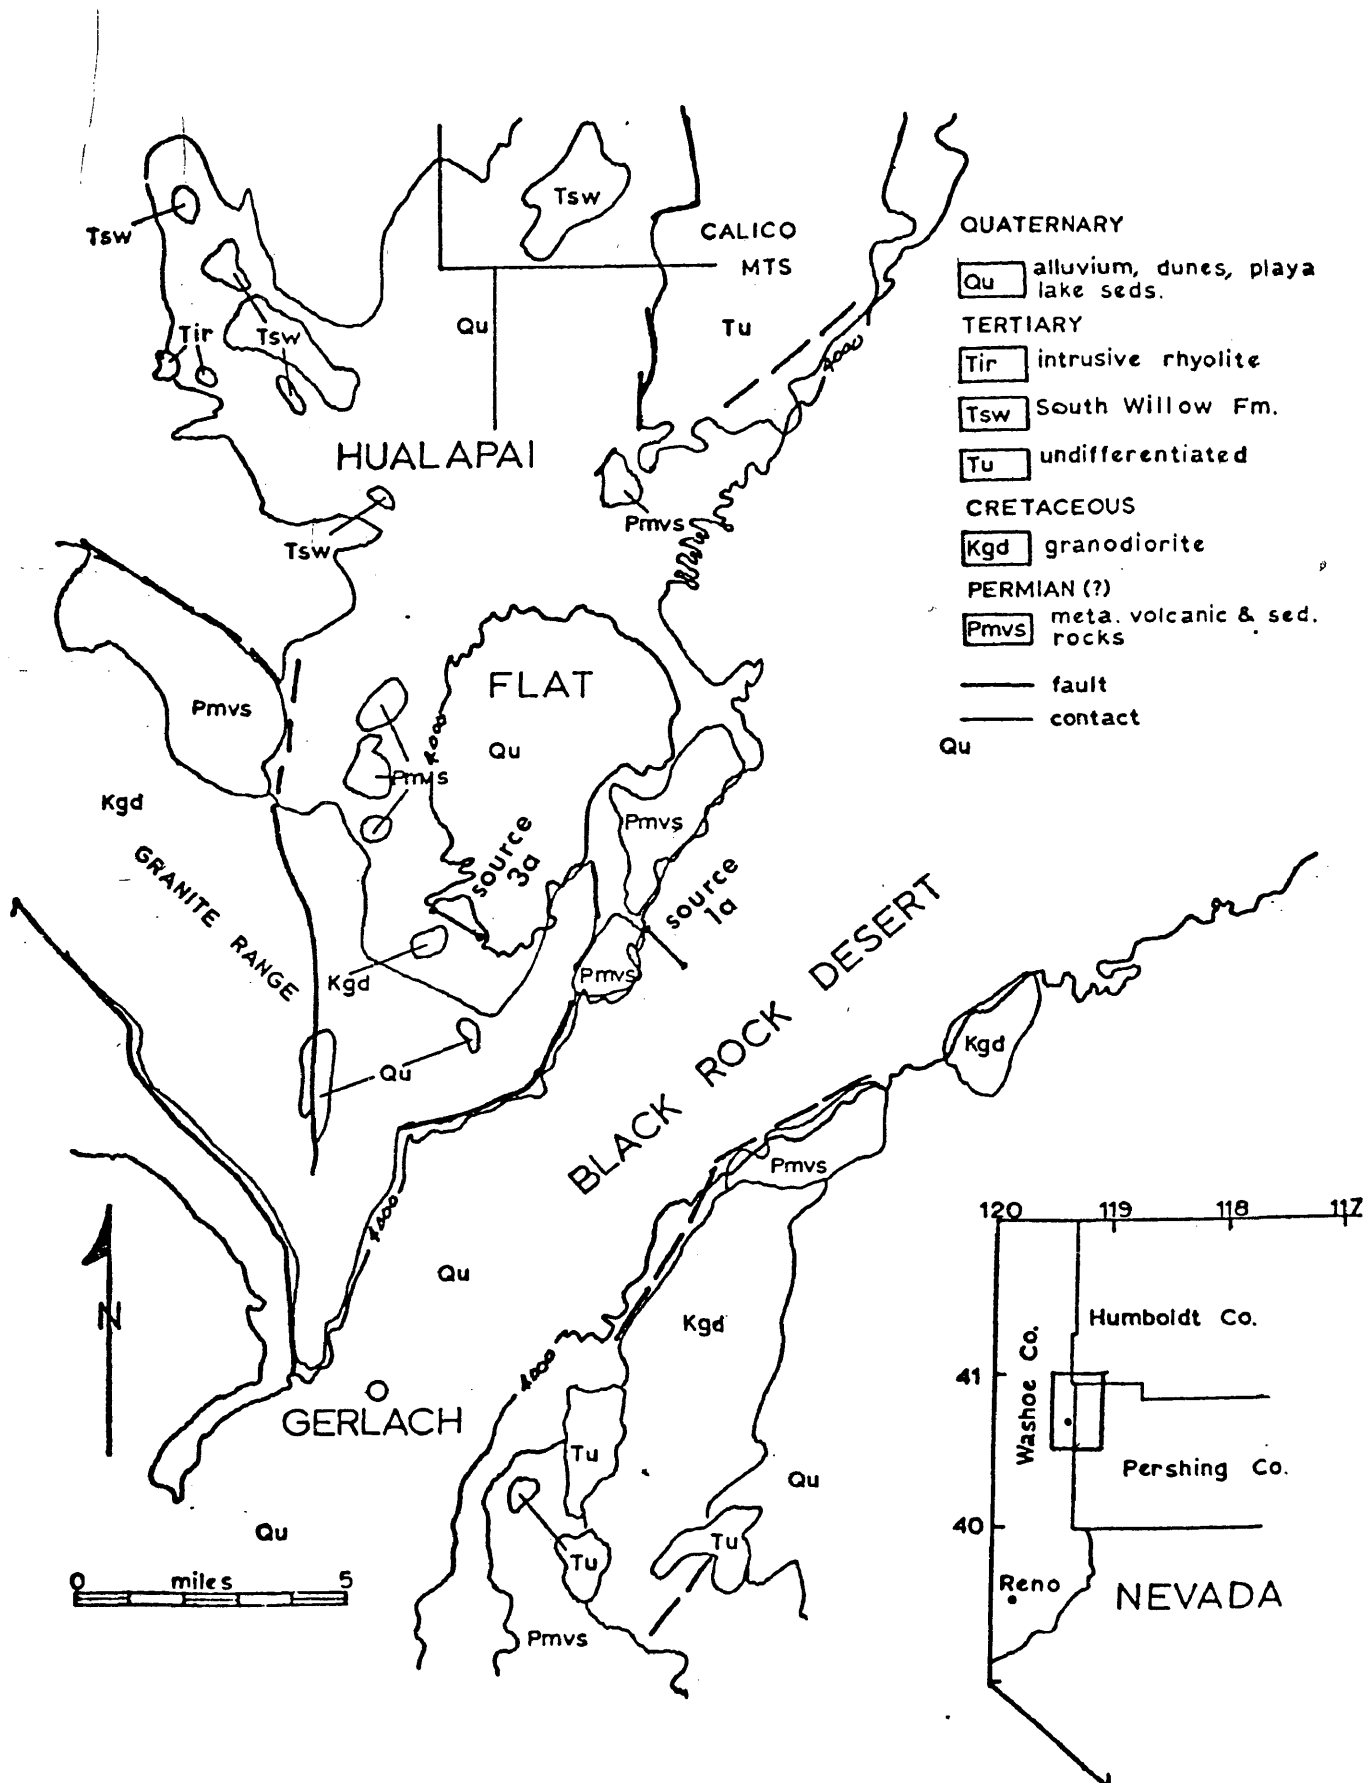 Tsw
Tsw
CALICO
MTS
QUATERNARY
Qu alluvium, dunes, playa
lake seds.
Tir
Tsw
Qu
Tu
4000
TERTIARY
Tir intrusive rhyolite
Tsw South Willow Fm.
Tu undifferentiated
HUALAPAI
Pmvs
Tsw
CRETACEOUS
Kgd granodiorite
PERMIAN (?)
Pmvs meta. volcanic & sed.
rocks
fault
contact
FLAT
Pmvs
4000
Qu
Qu
Pmvs
Kgd
Pmvs
source
3a
source
1a
GRANITE RANGE
Kgd
Pmvs
BLACK ROCK DESERT
Kgd
Qu
Pmvs
4000
N
Qu
Kgd
4000
GERLACH
Tu
Qu
Tu
Tu
Qu
0 miles 5
Pmvs
120 119 118 117
Humboldt Co.
Washoe Co.
41
Pershing Co.
40
Reno
NEVADA